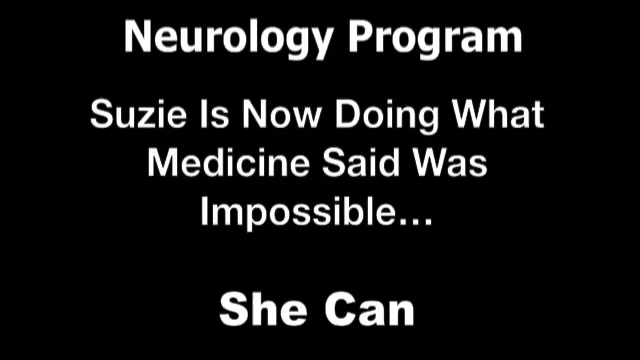 Neurology Program
Suzie Is Now Doing What
Medicine Said Was
Impossible...
She Can